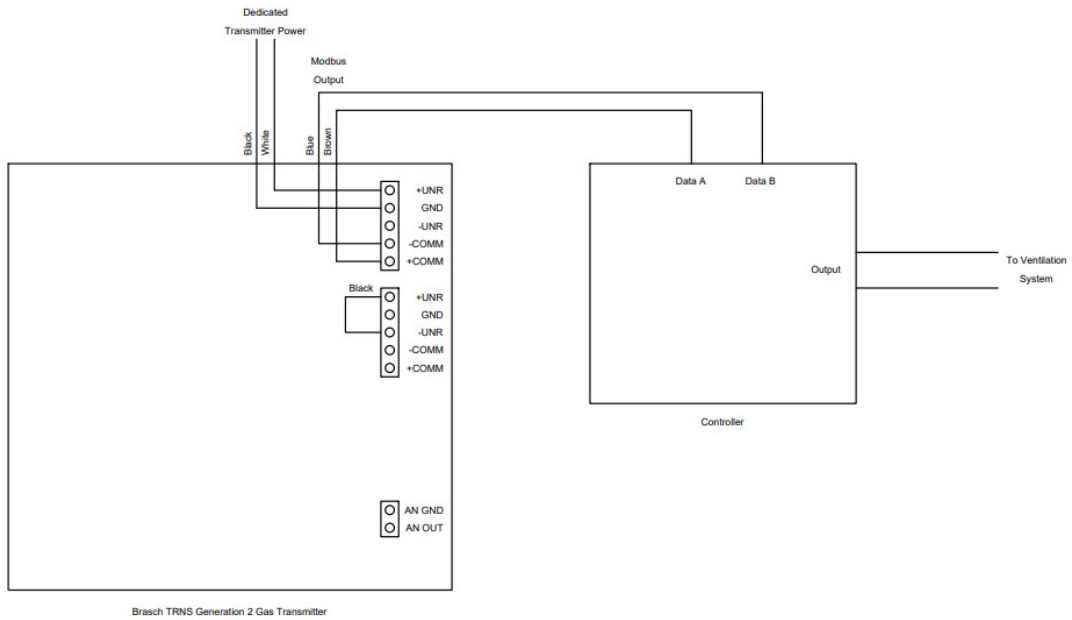 Dedicated
Transmitter Power
Modbus
Output
Black
White
Blue
Brown
+UNR
GND
-UNR
-COMM
+COMM
Black
+UNR
GND
-UNR
-COMM
+COMM
AN GND
AN OUT
Brasch TRNS Generation 2 Gas Transmitter
Data A
Data B
Output
To Ventilation
System
Controller